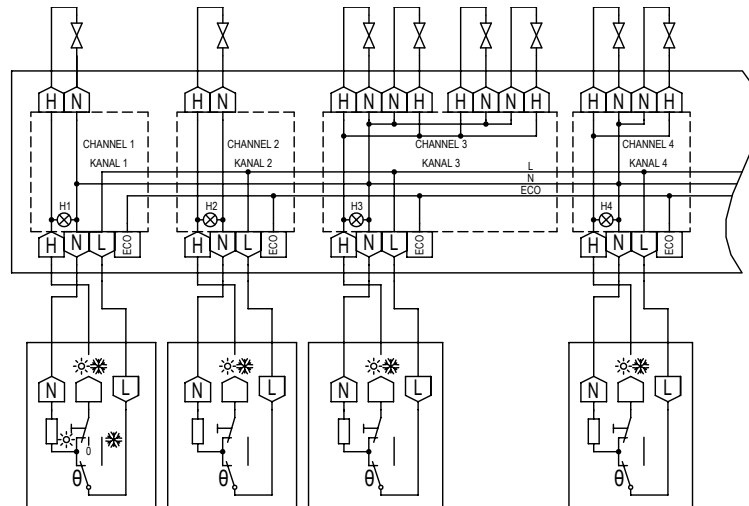 H N H N H N N H H N N H H N N H
CHANNEL 1 CHANNEL 2 CHANNEL 3 CHANNEL 4
KANAL 1 KANAL 2 KANAL 3 KANAL 4
L
N
ECO
H1 H2 H3 H4
H N L ECO H N L ECO H N L ECO H N L ECO
N L N L N L N L
0
θ θ θ θ